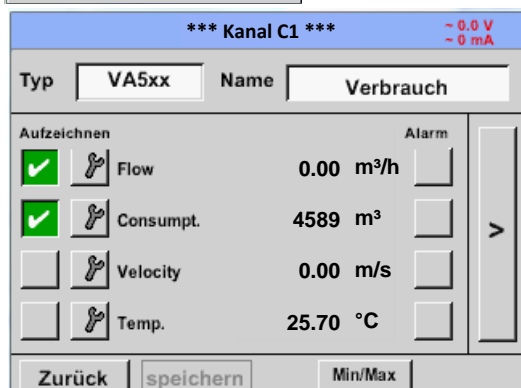 *** Kanal C1 *** ~ 0.0 V
~ 0 mA
Typ VA5xx Name Verbrauch
Aufzeichnen Alarm
Flow 0.00 m³/h
Consumpt. 4589 m³
Velocity 0.00 m/s
Temp. 25.70 °C
>
Zurück speichern Min/Max